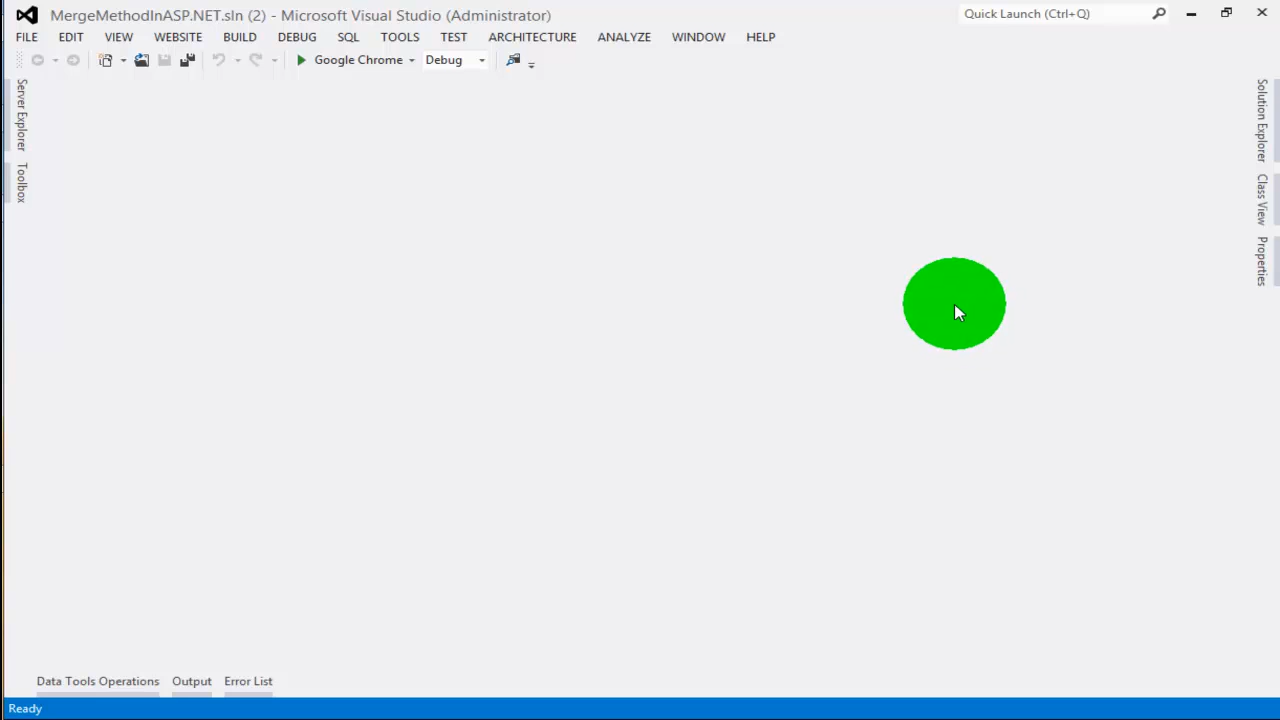 MergeMethodInASP.NET.sln (2) - Microsoft Visual Studio (Administrator)
Quick Launch (Ctrl+Q)
FILE EDIT VIEW WEBSITE BUILD DEBUG SQL TOOLS TEST ARCHITECTURE ANALYZE WINDOW HELP
Google Chrome Debug
Server Explorer
Toolbox
Solution Explorer
Class View
Properties
Data Tools Operations Output Error List
Ready